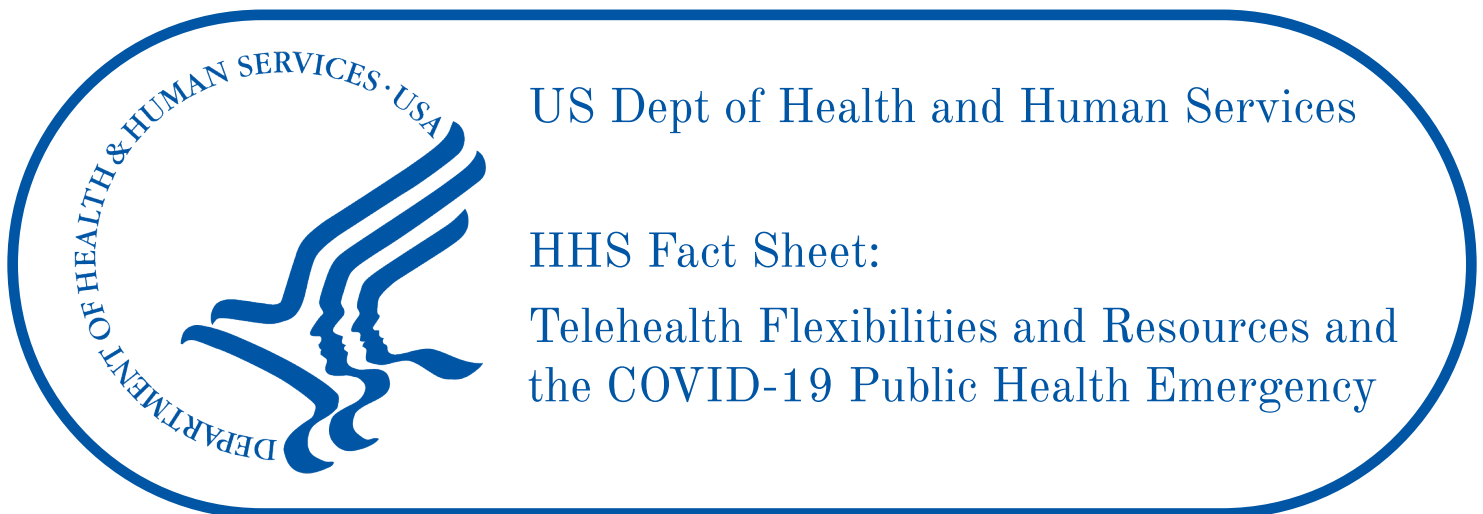 DEPARTMENT OF HEALTH & HUMAN SERVICES · USA
US Dept of Health and Human Services
HHS Fact Sheet:
Telehealth Flexibilities and Resources and
the COVID-19 Public Health Emergency